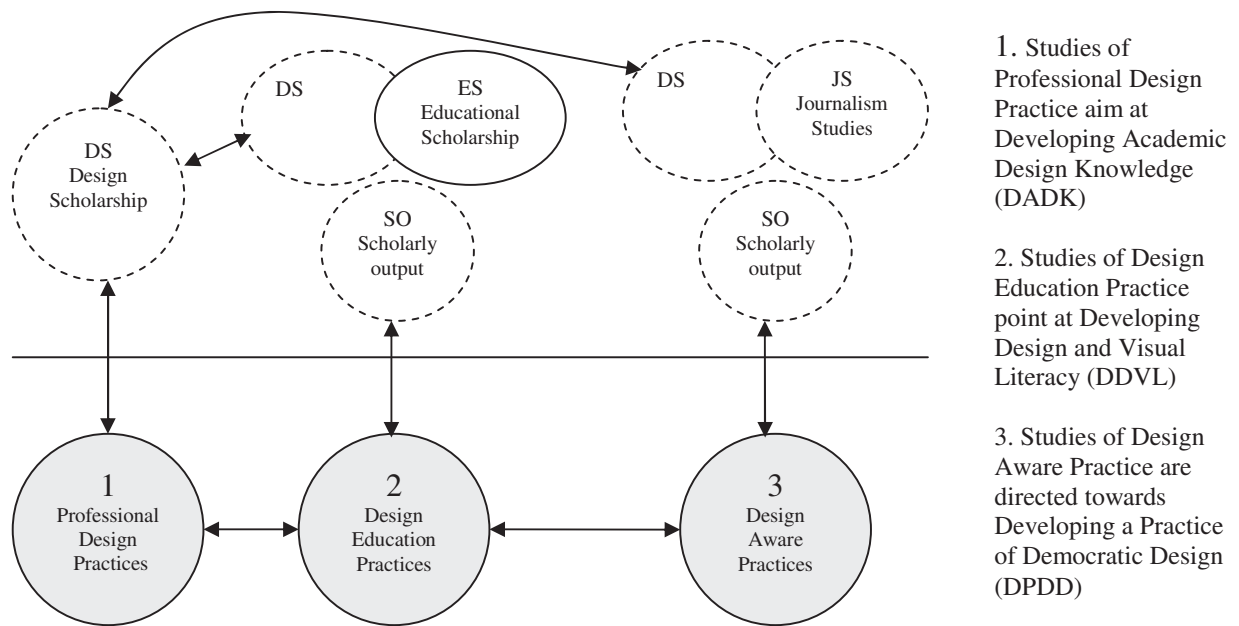 DS
Design
Scholarship
DS
ES
Educational
Scholarship
SO
Scholarly
output
DS
JS
Journalism
Studies
SO
Scholarly
output
1
Professional
Design
Practices
2
Design
Education
Practices
3
Design
Aware
Practices
1. Studies of
Professional Design
Practice aim at
Developing Academic
Design Knowledge
(DADK)
2. Studies of Design
Education Practice
point at Developing
Design and Visual
Literacy (DDVL)
3. Studies of Design
Aware Practice are
directed towards
Developing a Practice
of Democratic Design
(DPDD)